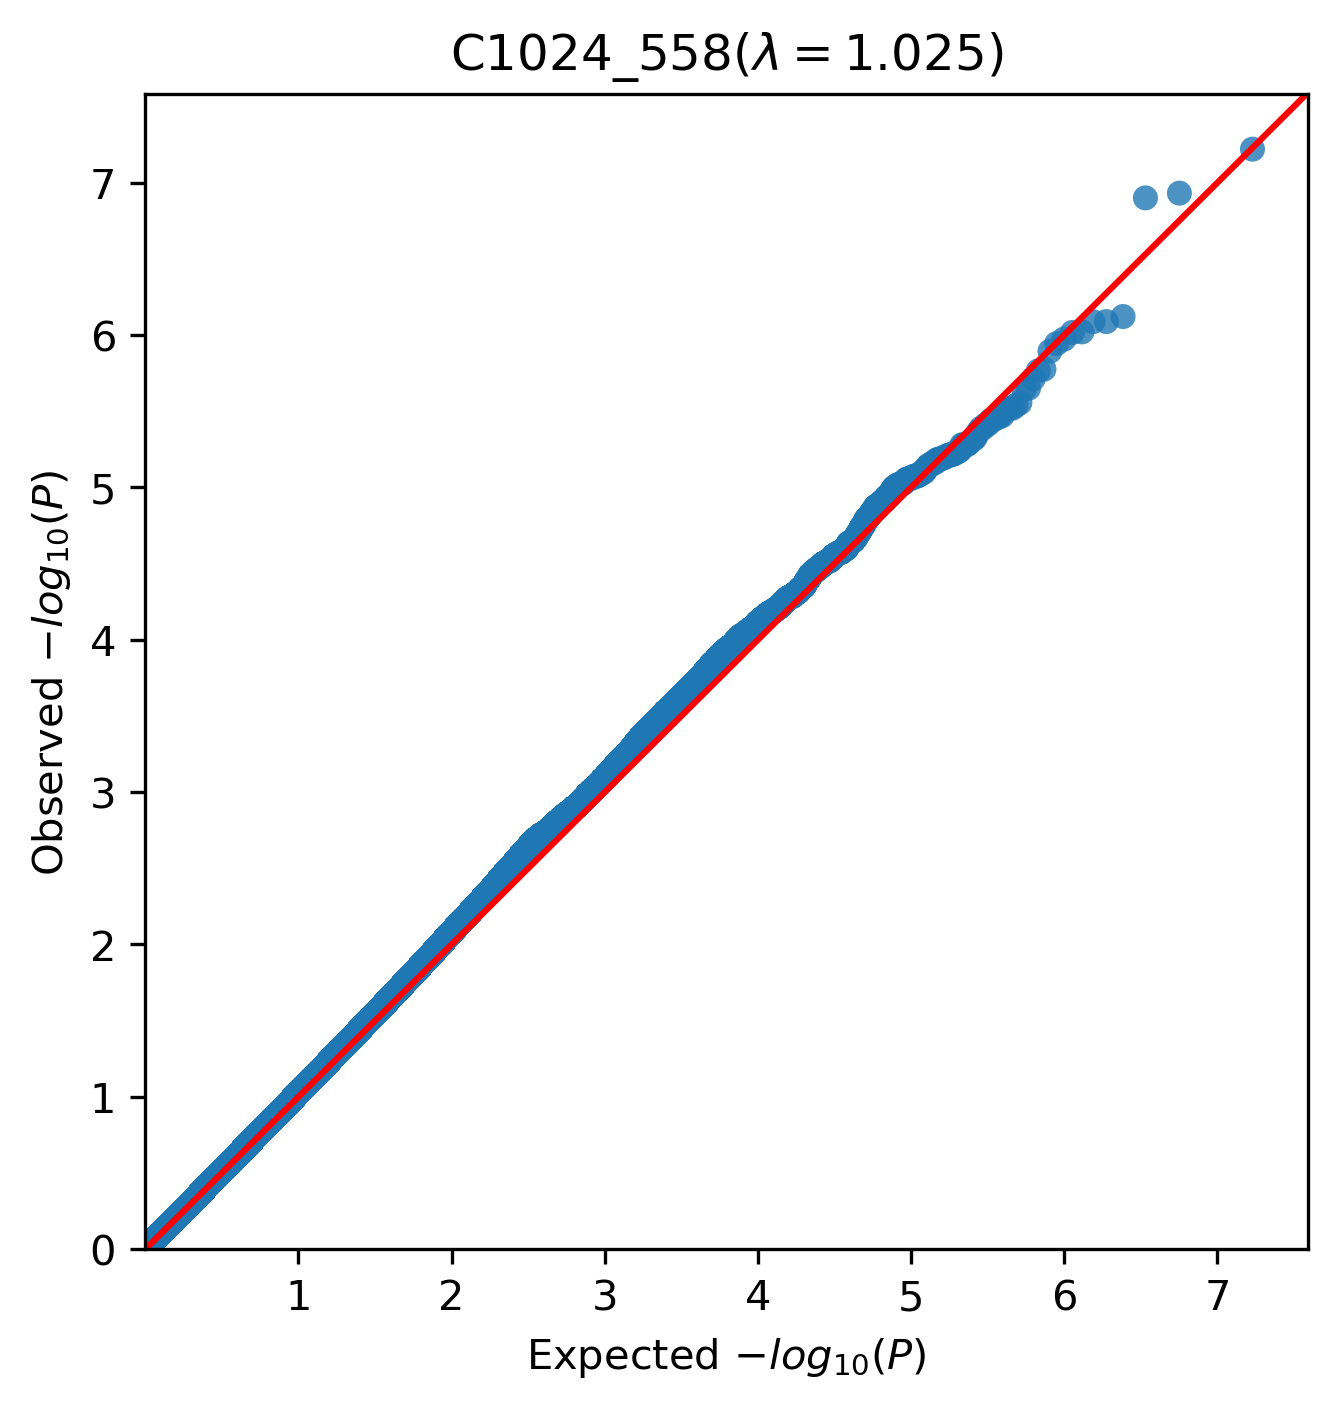 C1024_558(λ = 1.025)
Observed −log₁₀(P)
7
6
5
4
3
2
1
0
1 2 3 4 5 6 7
Expected −log₁₀(P)